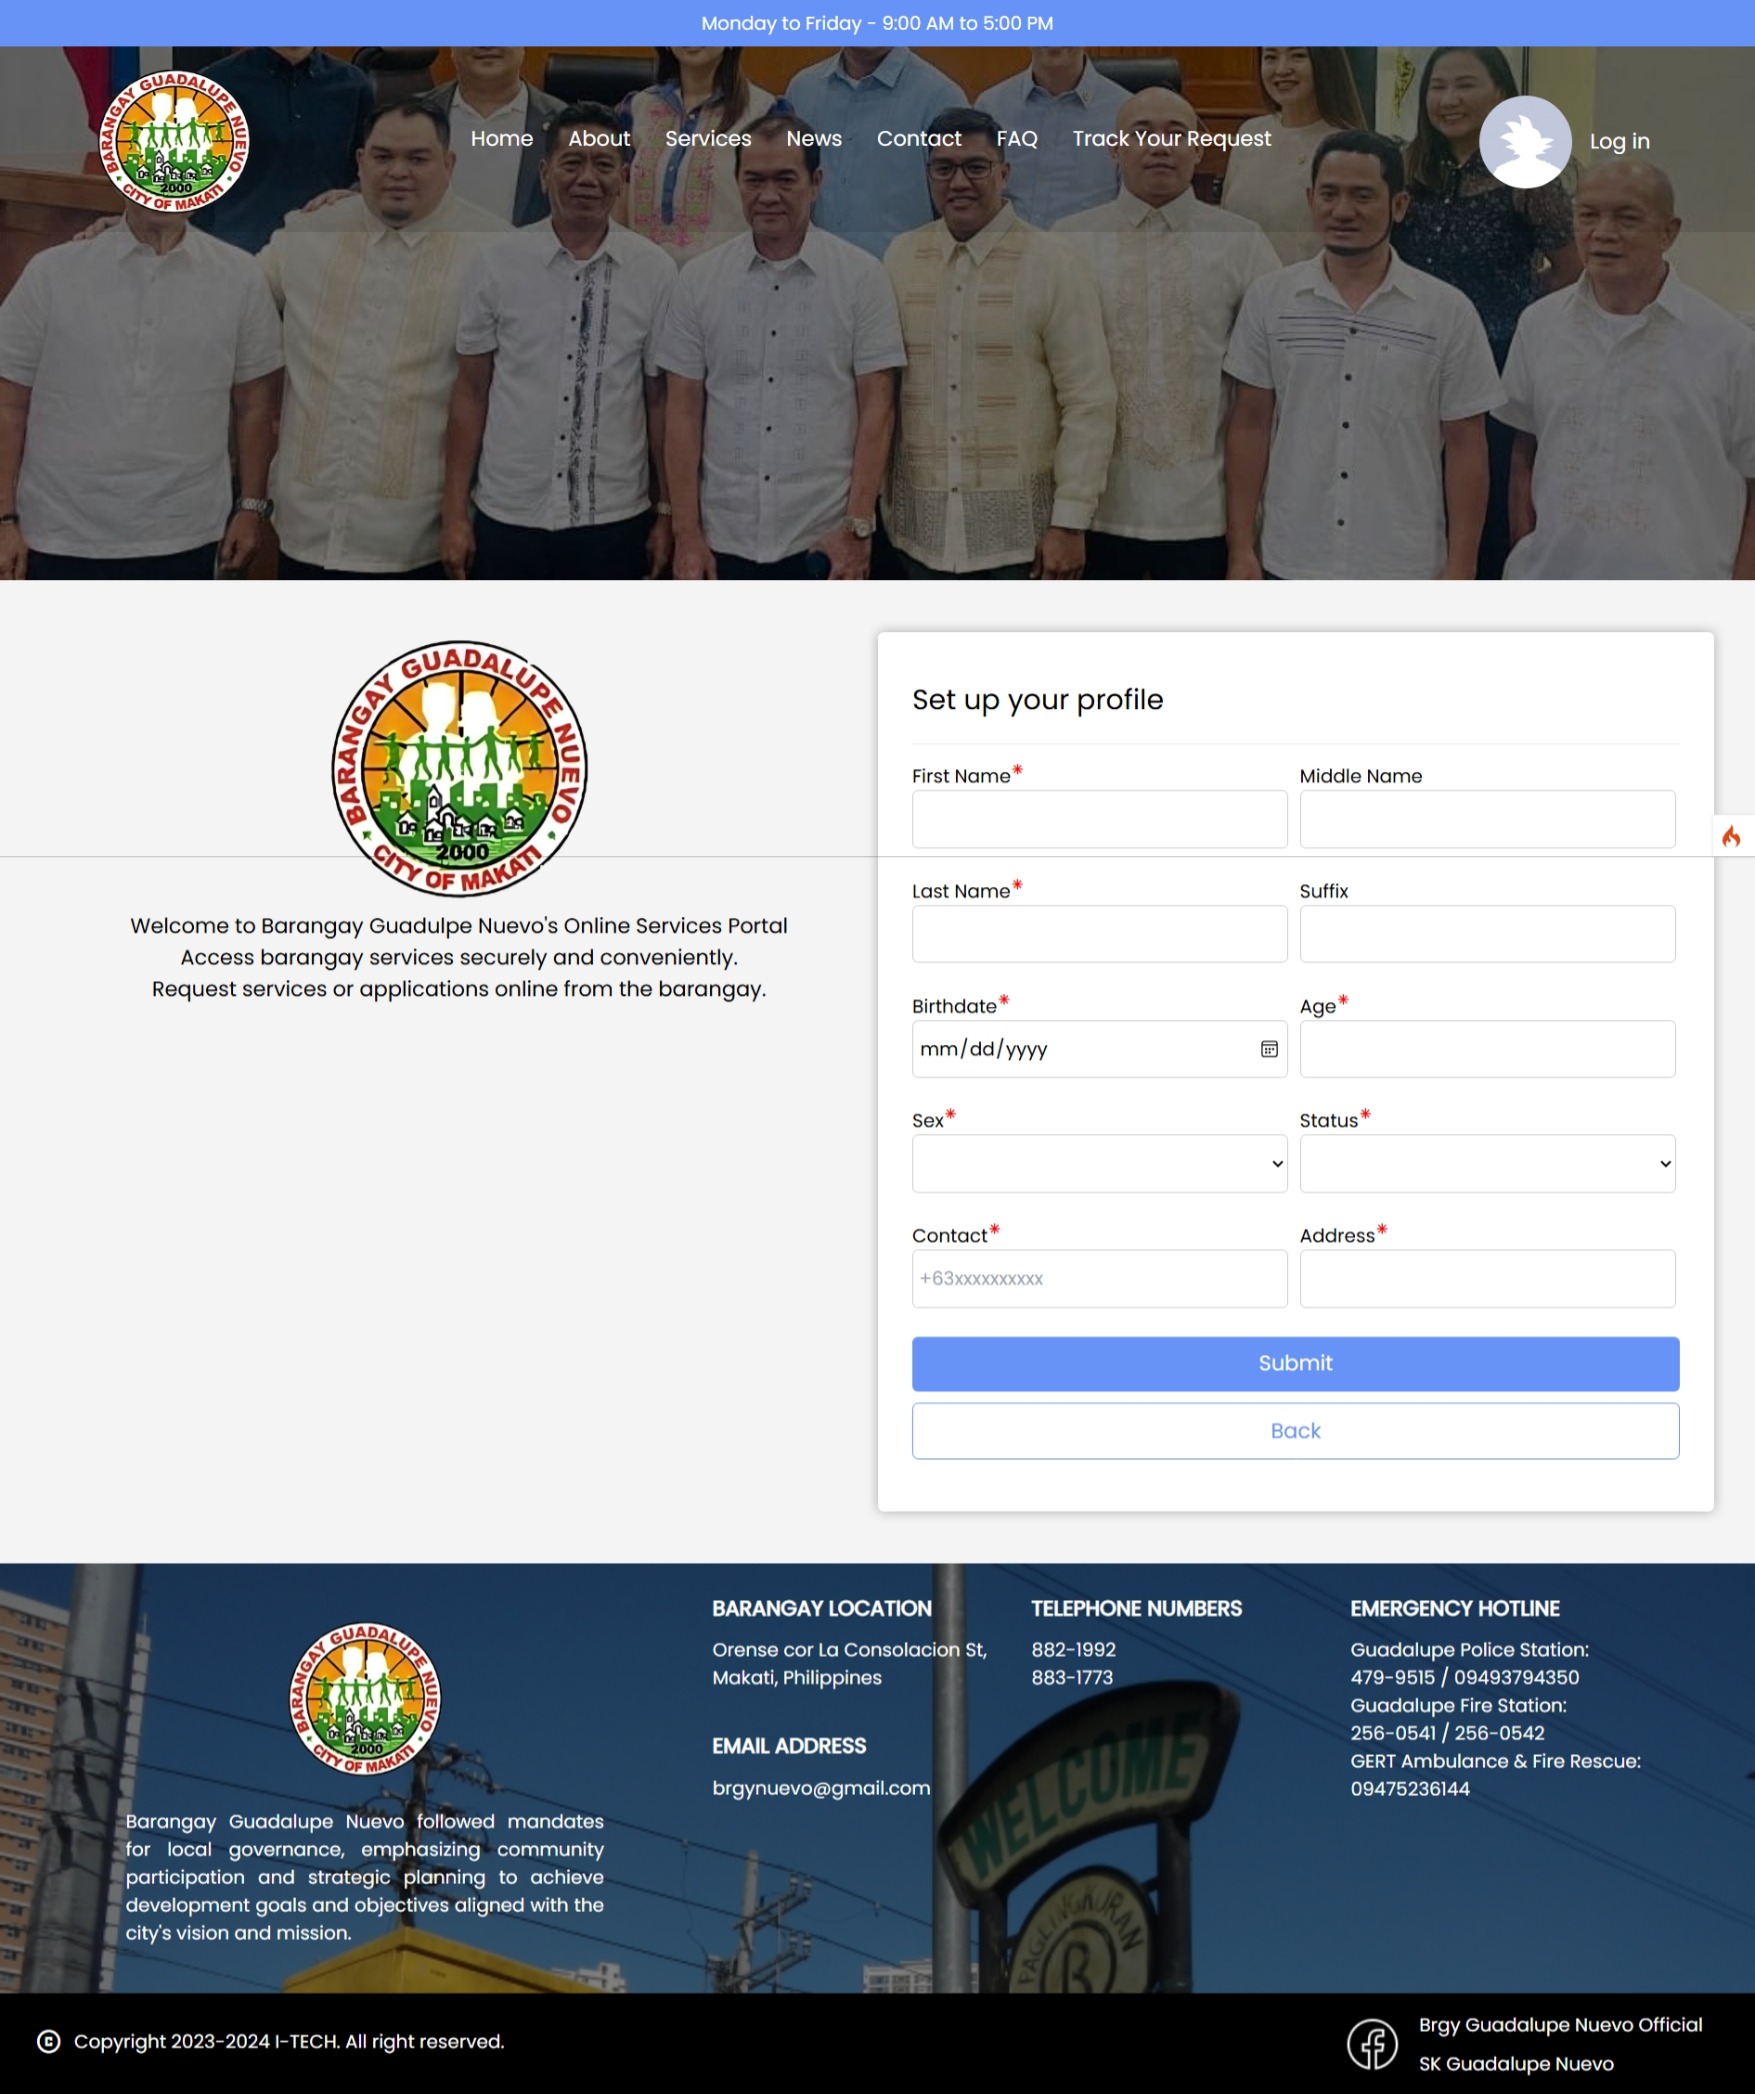 Monday to Friday - 9:00 AM to 5:00 PM
BARANGAY GUADALUPE NUEVO
2000
CITY OF MAKATI
Home About Services News Contact FAQ Track Your Request
Log in
BARANGAY GUADALUPE NUEVO
2000
CITY OF MAKATI
Welcome to Barangay Guadulpe Nuevo's Online Services Portal
Access barangay services securely and conveniently.
Request services or applications online from the barangay.
Set up your profile
First Name* Middle Name
Last Name* Suffix
Birthdate* Age*
mm/dd/yyyy
Sex* Status*
Contact* Address*
+63xxxxxxxxxx
Submit
Back
BARANGAY GUADALUPE NUEVO
2000
CITY OF MAKATI
Barangay Guadalupe Nuevo followed mandates
for local governance, emphasizing community
participation and strategic planning to achieve
development goals and objectives aligned with the
city's vision and mission.
BARANGAY LOCATION
Orense cor La Consolacion St,
Makati, Philippines
EMAIL ADDRESS
brgynuevo@gmail.com
TELEPHONE NUMBERS
882-1992
883-1773
EMERGENCY HOTLINE
Guadalupe Police Station:
479-9515 / 09493794350
Guadalupe Fire Station:
256-0541 / 256-0542
GERT Ambulance & Fire Rescue:
09475236144
WELCOME
B
© Copyright 2023-2024 I-TECH. All right reserved.
Brgy Guadalupe Nuevo Official
SK Guadalupe Nuevo